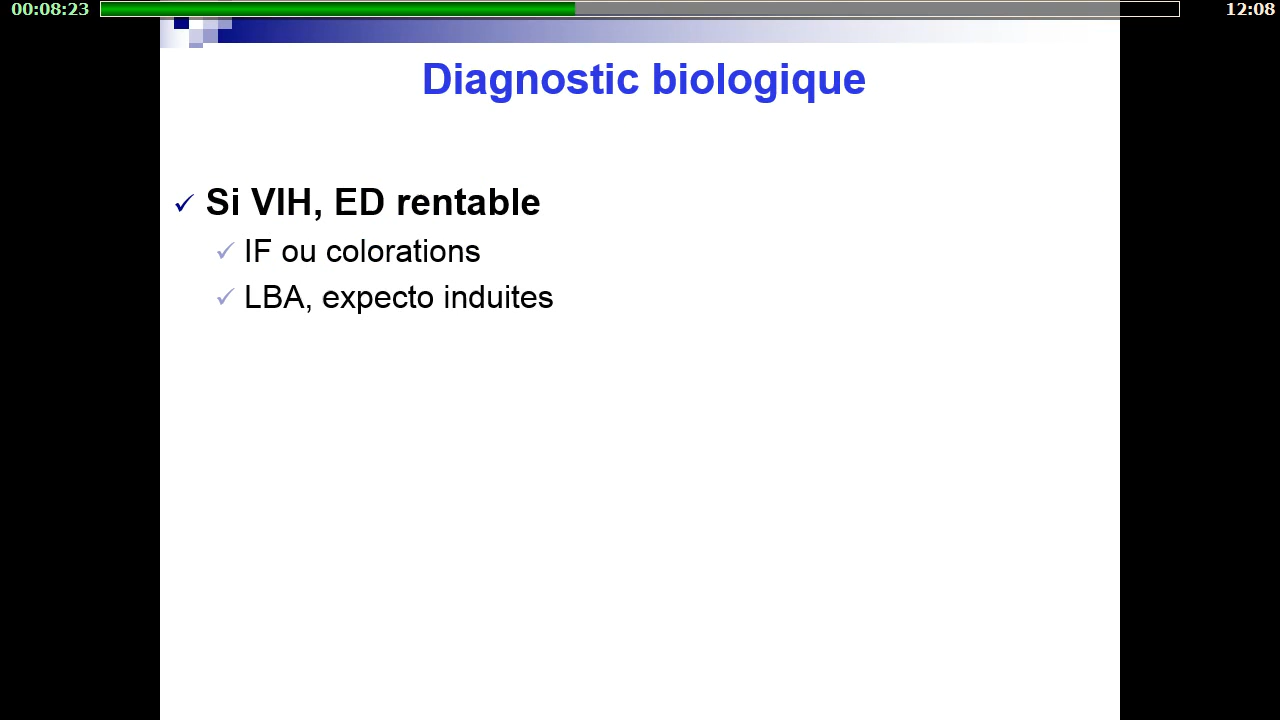 00:08:23
12:08
Diagnostic biologique
Si VIH, ED rentable
IF ou colorations
LBA, expecto induites